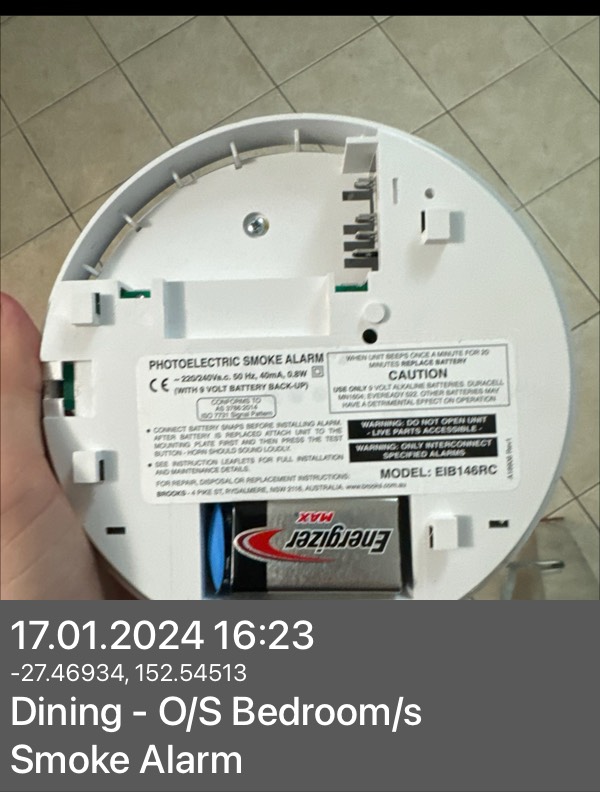 PHOTOELECTRIC SMOKE ALARM
CE ~ 220/240Va.c. 50 Hz, 40mA, 0.8W
(WITH 9 VOLT BATTERY BACK-UP)
CONFORMS TO
AS 3786:2014
ISO 7731 Signal Pattern
• CONNECT BATTERY SNAPS BEFORE INSTALLING ALARM.
AFTER BATTERY IS REPLACED ATTACH UNIT TO THE
MOUNTING PLATE FIRST AND THEN PRESS THE TEST
BUTTON - HORN SHOULD SOUND LOUDLY.
• SEE INSTRUCTION LEAFLETS FOR FULL INSTALLATION
AND MAINTENANCE DETAILS.
FOR REPAIR, DISPOSAL OR REPLACEMENT INSTRUCTIONS:
BROOKS - 4 PIKE ST, RYDALMERE, NSW 2116, AUSTRALIA. www.brooks.com.au
WHEN UNIT BEEPS ONCE A MINUTE FOR 20
MINUTES REPLACE BATTERY
CAUTION
USE ONLY 9 VOLT ALKALINE BATTERIES. DURACELL
MN1604, EVEREADY 522. OTHER BATTERIES MAY
HAVE A DETRIMENTAL EFFECT ON OPERATION
WARNING: DO NOT OPEN UNIT
- LIVE PARTS ACCESSIBLE -
WARNING: ONLY INTERCONNECT
SPECIFIED ALARMS
MODEL: EIB146RC
Energizer
MAX
17.01.2024 16:23
-27.46934, 152.54513
Dining - O/S Bedroom/s
Smoke Alarm